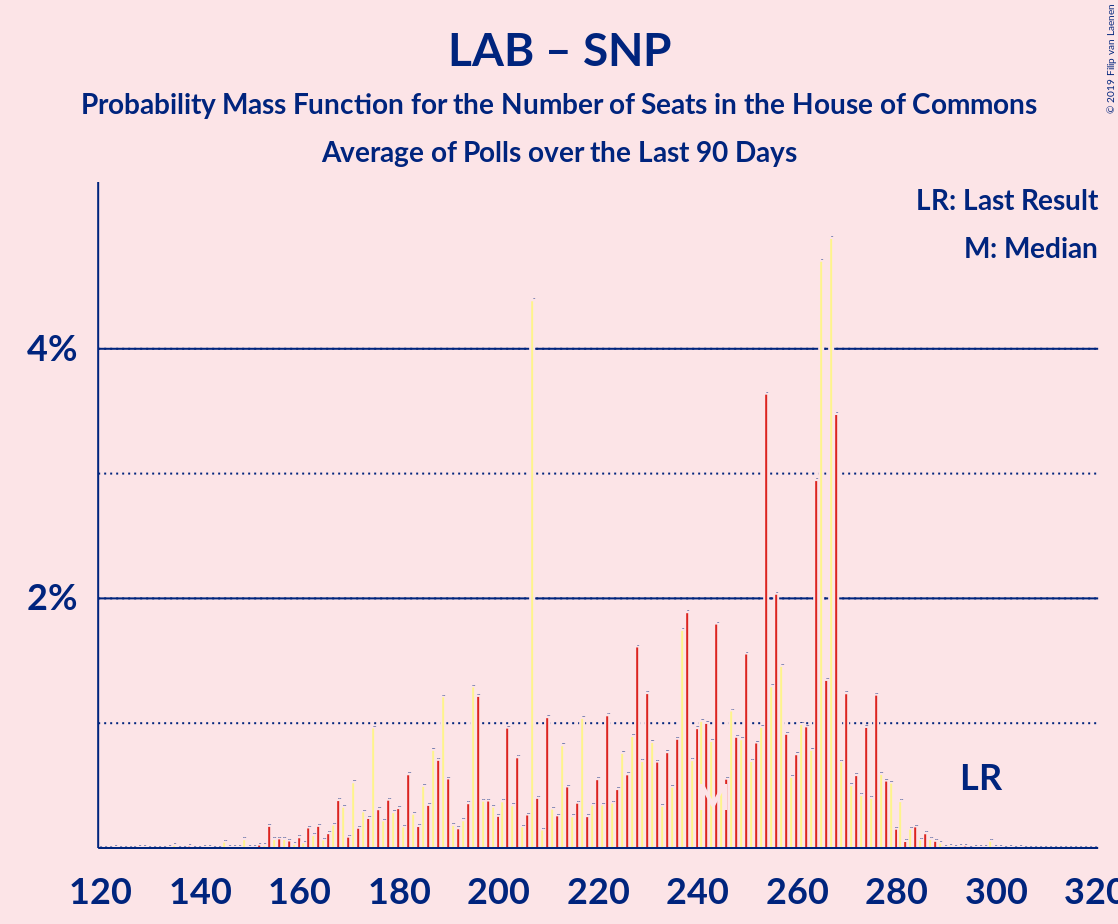 LAB – SNP
Probability Mass Function for the Number of Seats in the House of Commons
Average of Polls over the Last 90 Days
© 2019 Filip van Laenen
LR: Last Result
M: Median
4%
2%
M
LR
120 140 160 180 200 220 240 260 280 300 320